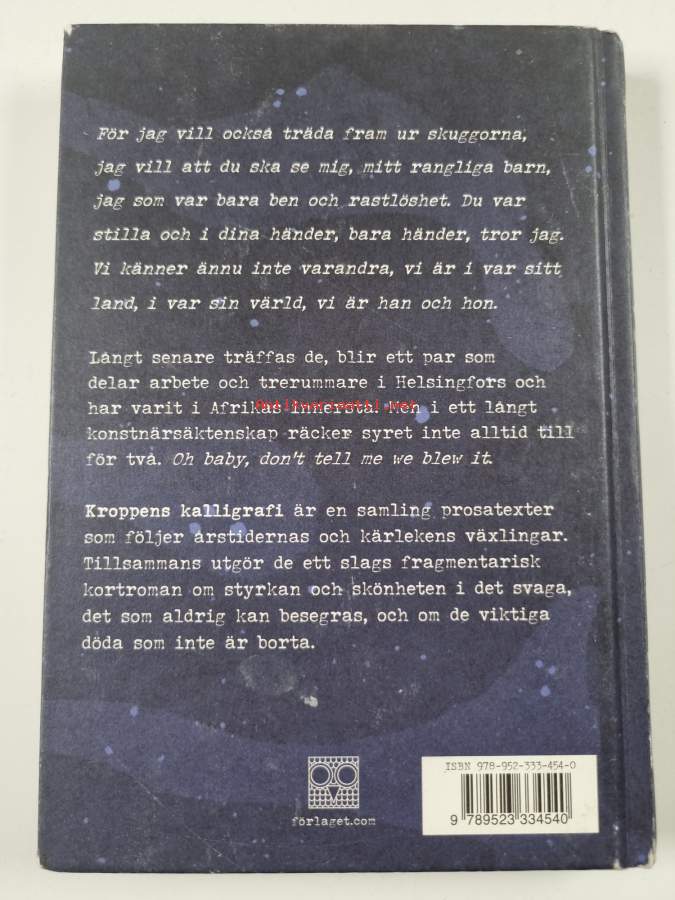 För jag vill också träda fram ur skuggorna,
jag vill att du ska se mig, mitt rangliga barn,
jag som var bara ben och rastlöshet. Du var
stilla och i dina händer, bara händer, tror jag.
Vi känner ännu inte varandra, vi är i var sitt
land, i var sin värld, vi är han och hon.
Långt senare träffas de, blir ett par som
delar arbete och trerummare i Helsingfors och
har varit i Afrikas innersta. Men i ett långt
konstnärsäktenskap räcker syret inte alltid till
för två. Oh baby, don't tell me we blew it.
Kroppens kalligrafi är en samling prosatexter
som följer årstidernas och kärlekens växlingar.
Tillsammans utgör de ett slags fragmentarisk
kortroman om styrkan och skönheten i det svaga,
det som aldrig kan besegras, och om de viktiga
döda som inte är borta.
förlaget.com
ISBN 978-952-333-454-0
9 789523 334540